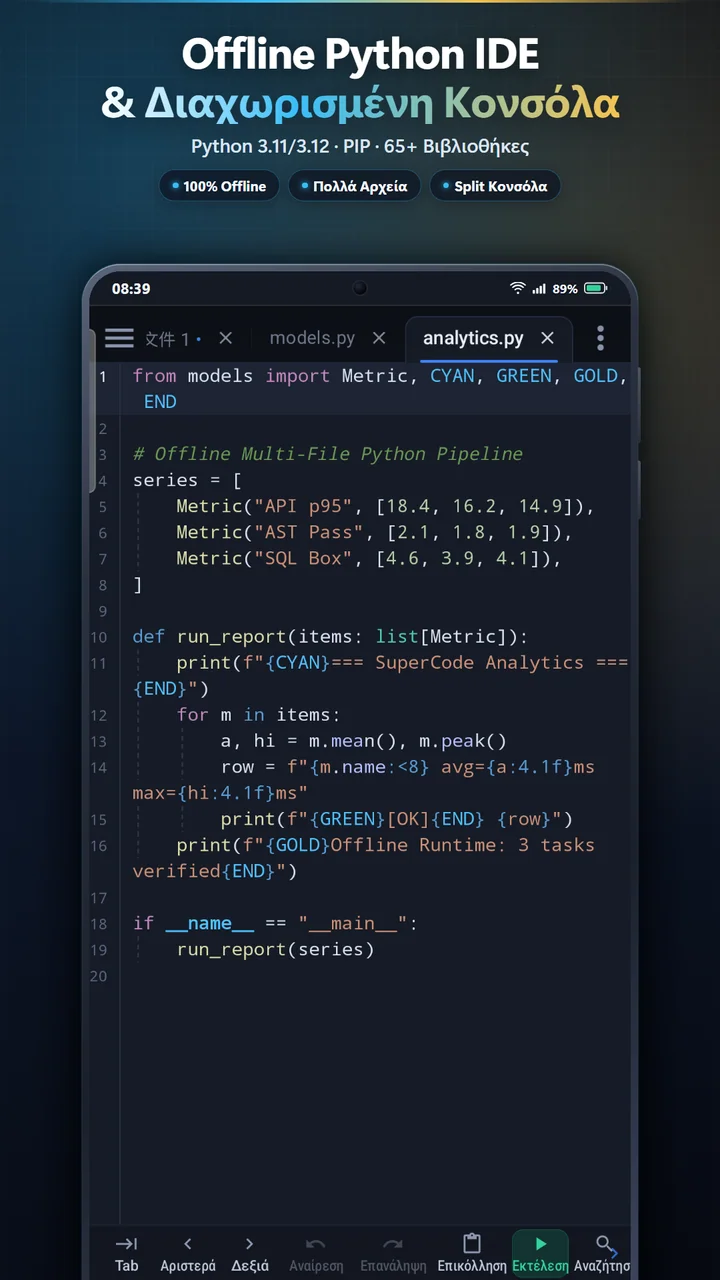 Offline Python IDE
& Διαχωρισμένη Κονσόλα
Python 3.11/3.12 · PIP · 65+ Βιβλιοθήκες
100% Offline
Πολλά Αρχεία
Split Κονσόλα
08:39
89%
文件 1 •
models.py
analytics.py
1 from models import Metric, CYAN, GREEN, GOLD,
END
2
3 # Offline Multi-File Python Pipeline
4 series = [
5     Metric("API p95", [18.4, 16.2, 14.9]),
6     Metric("AST Pass", [2.1, 1.8, 1.9]),
7     Metric("SQL Box", [4.6, 3.9, 4.1]),
8 ]
9
10 def run_report(items: list[Metric]):
11     print(f"{CYAN}=== SuperCode Analytics ===
{END}")
12     for m in items:
13         a, hi = m.mean(), m.peak()
14         row = f"{m.name:<8} avg={a:4.1f}ms
max={hi:4.1f}ms"
15         print(f"{GREEN}[OK]{END} {row}")
16     print(f"{GOLD}Offline Runtime: 3 tasks
verified{END}")
17
18 if __name__ == "__main__":
19     run_report(series)
20
Tab
Αριστερά
Δεξιά
Αναίρεση
Επανάληψη
Επικόλληση
Εκτέλεση
Αναζήτησ